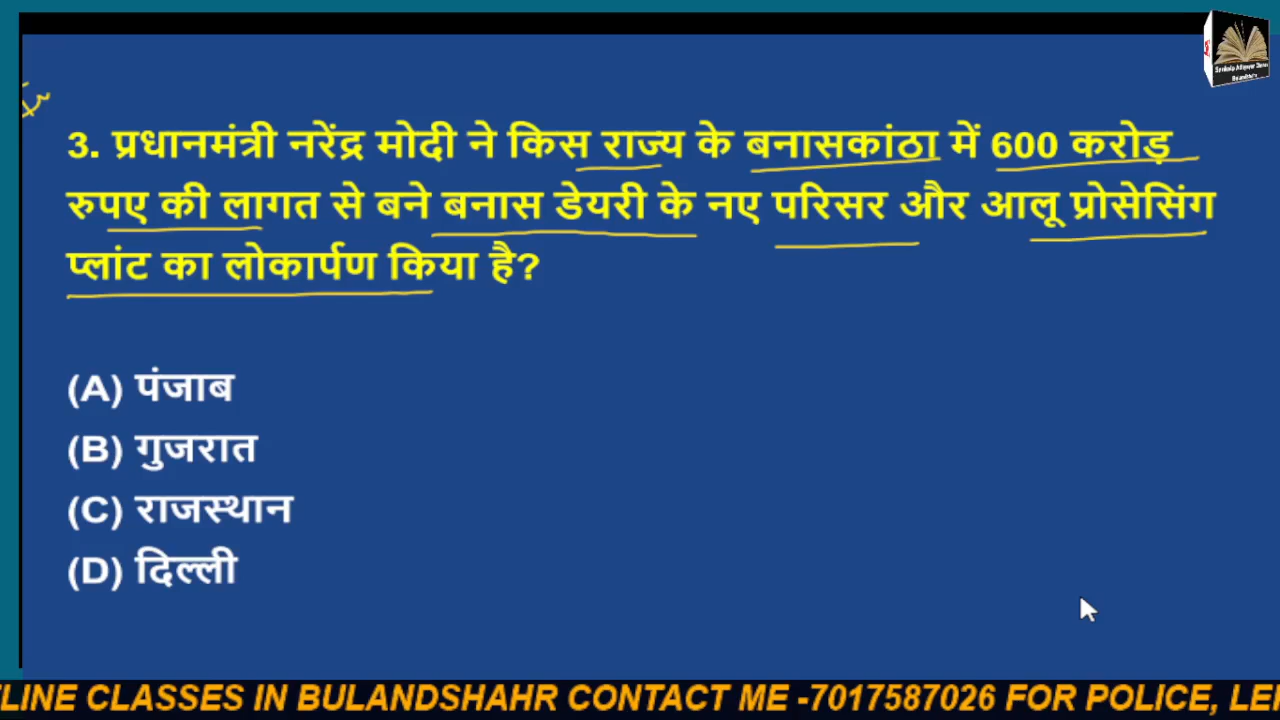 3. प्रधानमंत्री नरेंद्र मोदी ने किस राज्य के बनासकांठा में 600 करोड़
रुपए की लागत से बने बनास डेयरी के नए परिसर और आलू प्रोसेसिंग
प्लांट का लोकार्पण किया है?
(A) पंजाब
(B) गुजरात
(C) राजस्थान
(D) दिल्ली
FLINE CLASSES IN BULANDSHAHR CONTACT ME -7017587026 FOR POLICE, LE